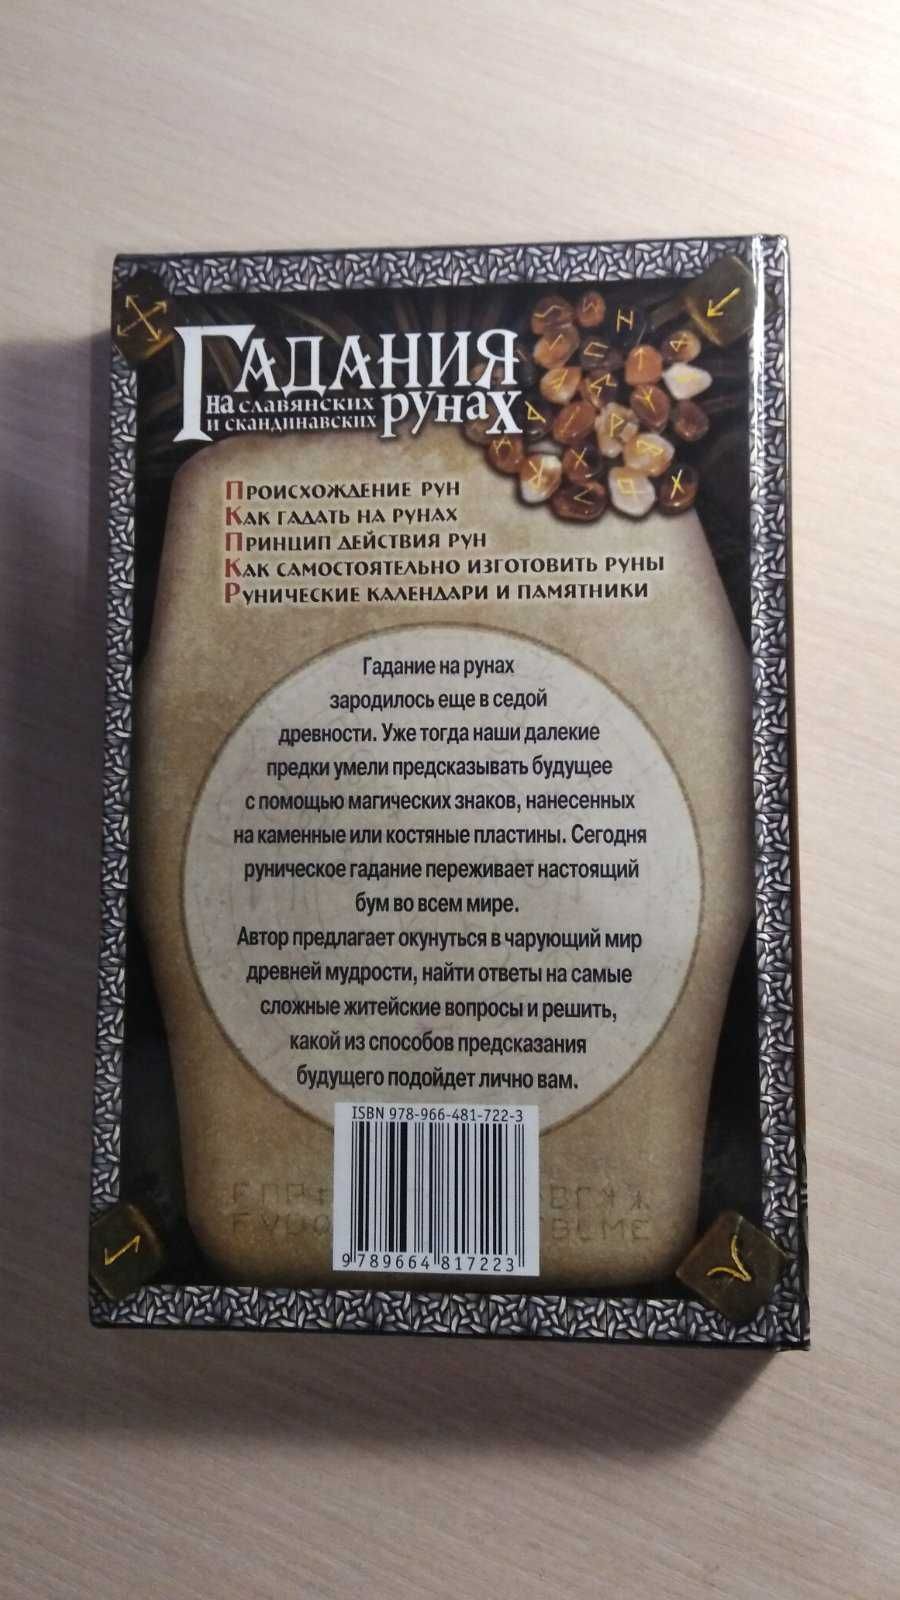 Гадания
на славянских
и скандинавских рунах
Происхождение рун
Как гадать на рунах
Принцип действия рун
Как самостоятельно изготовить руны
Рунические календари и памятники
Гадание на рунах
зародилось еще в седой
древности. Уже тогда наши далекие
предки умели предсказывать будущее
с помощью магических знаков, нанесенных
на каменные или костяные пластины. Сегодня
руническое гадание переживает настоящий
бум во всем мире.
Автор предлагает окунуться в чарующий мир
древней мудрости, найти ответы на самые
сложные житейские вопросы и решить,
какой из способов предсказания
будущего подойдет лично вам.
ISBN 978-966-481-722-3
9 789664 817223